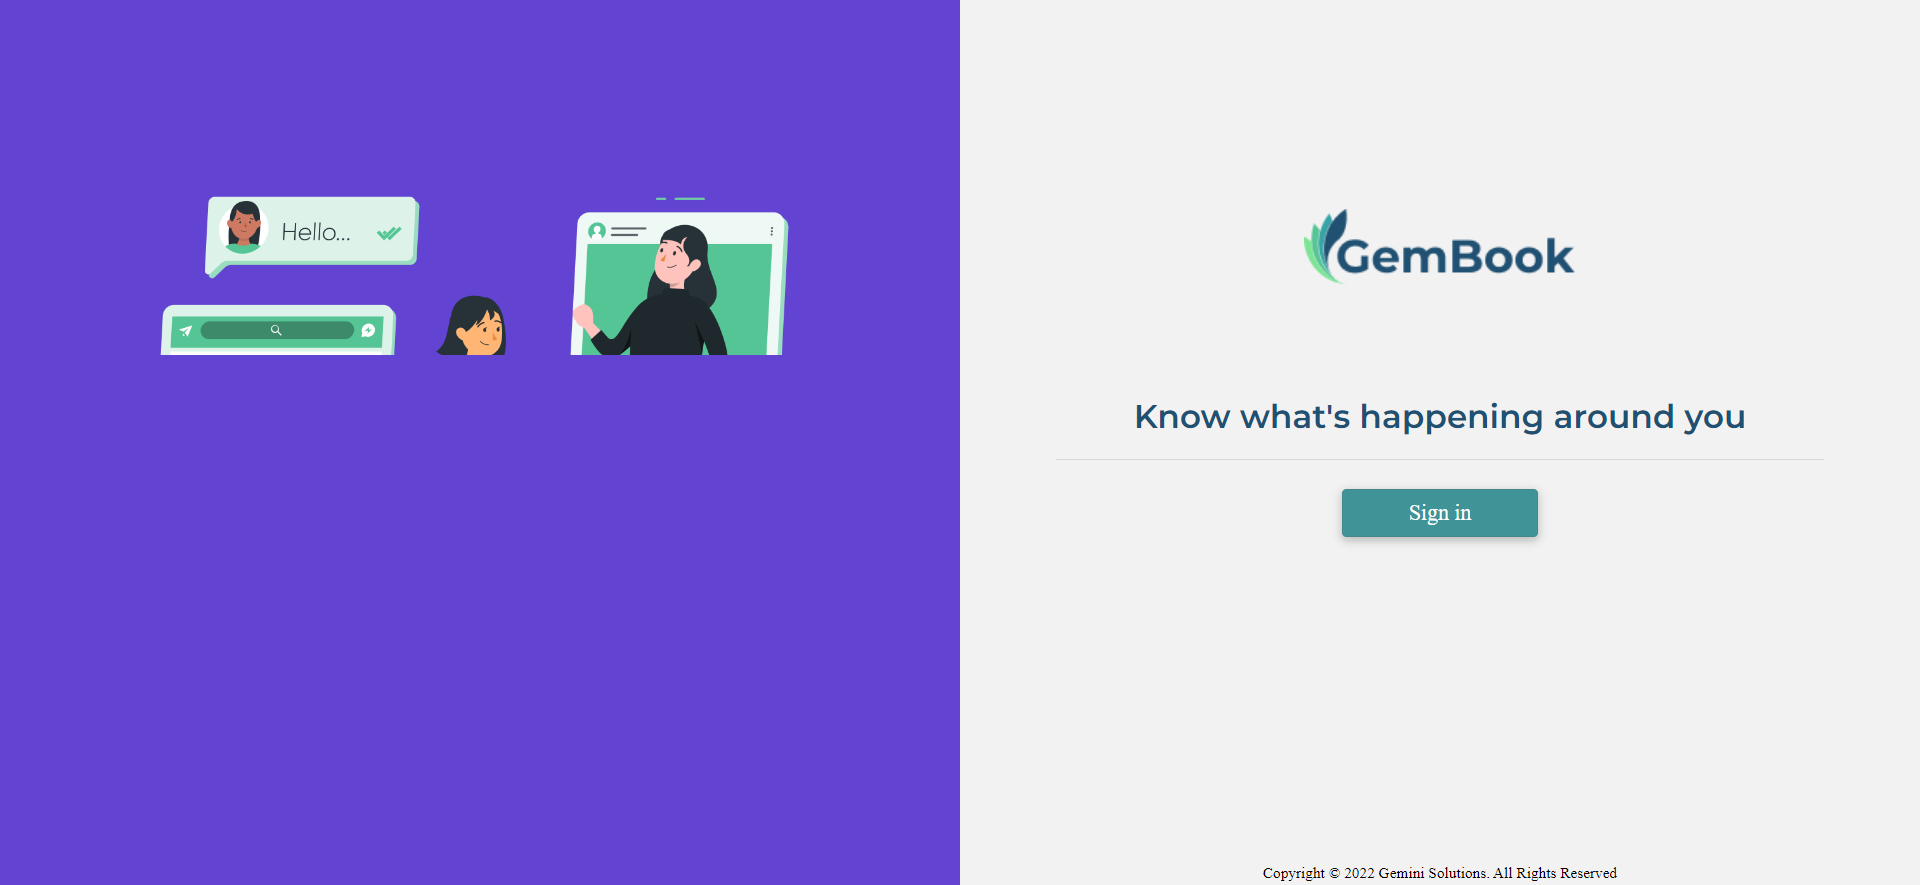 Hello...
GemBook
Know what's happening around you
Sign in
Copyright © 2022 Gemini Solutions. All Rights Reserved